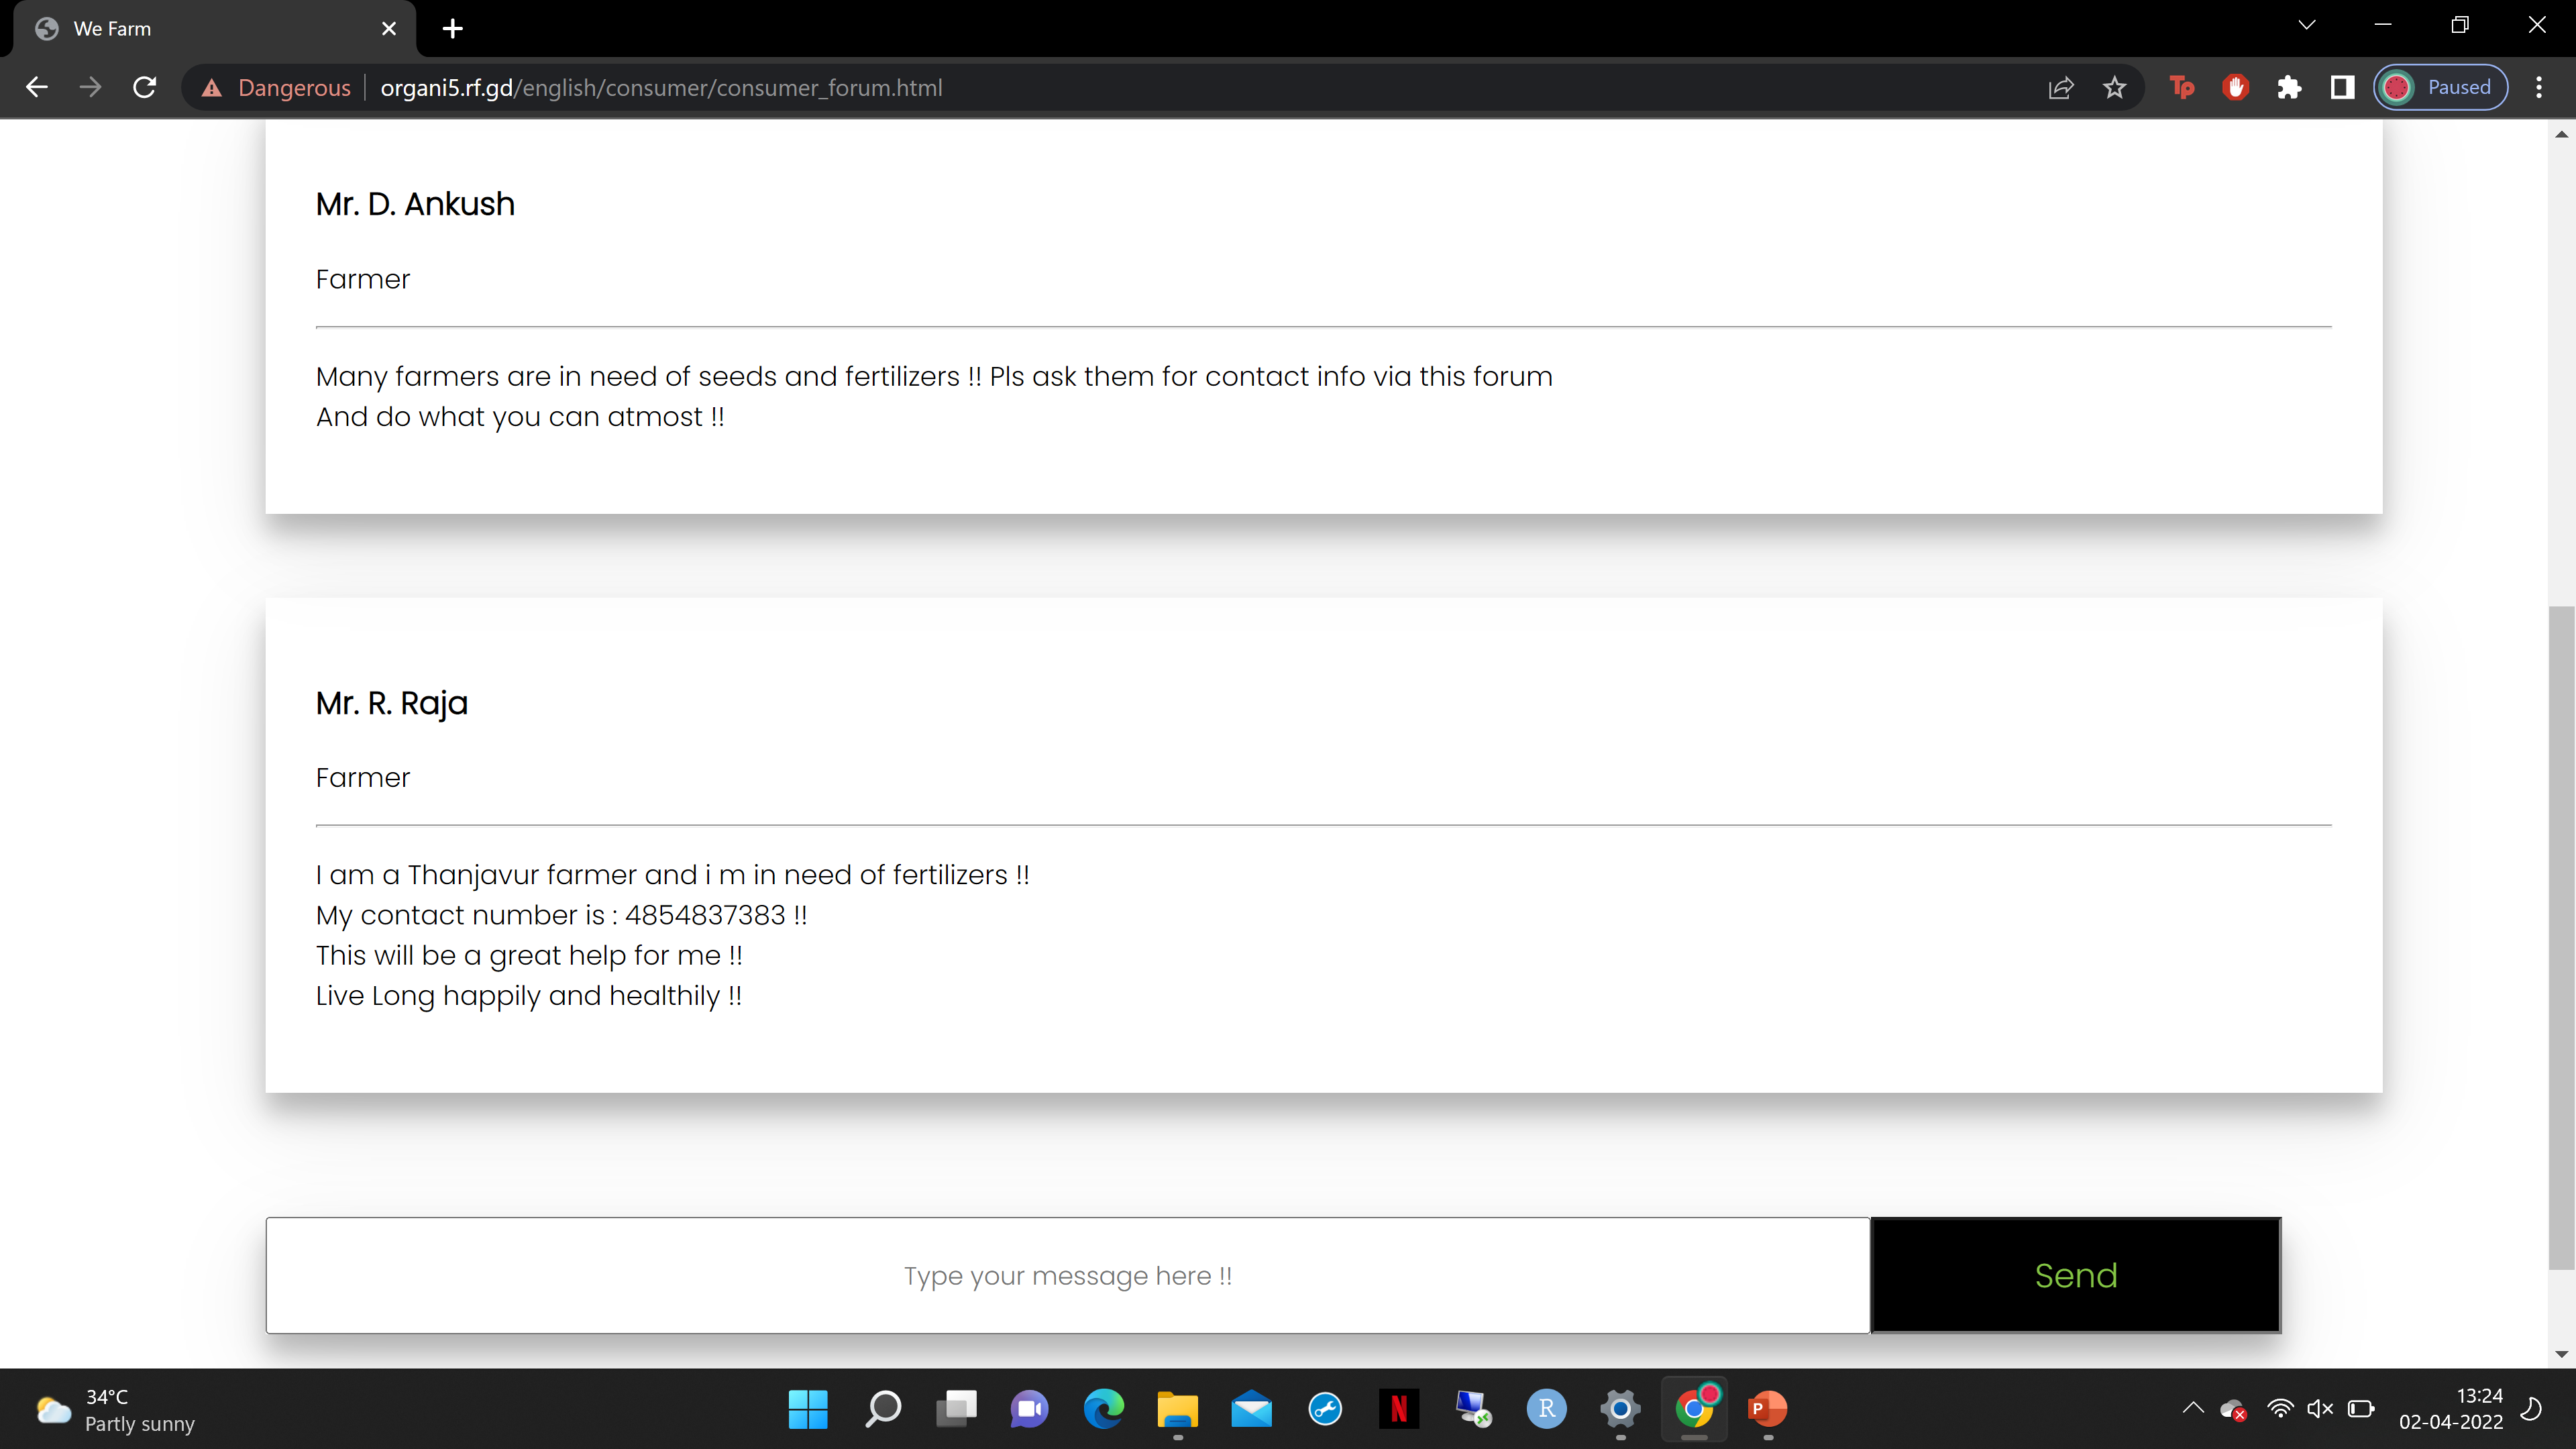 We Farm
Dangerous
organi5.rf.gd/english/consumer/consumer_forum.html
Tp
Paused
Mr. D. Ankush
Farmer
Many farmers are in need of seeds and fertilizers !! Pls ask them for contact info via this forum
And do what you can atmost !!
Mr. R. Raja
Farmer
I am a Thanjavur farmer and i m in need of fertilizers !!
My contact number is : 4854837383 !!
This will be a great help for me !!
Live Long happily and healthily !!
Type your message here !!
Send
34°C
Partly sunny
N
R
P
13:24
02-04-2022